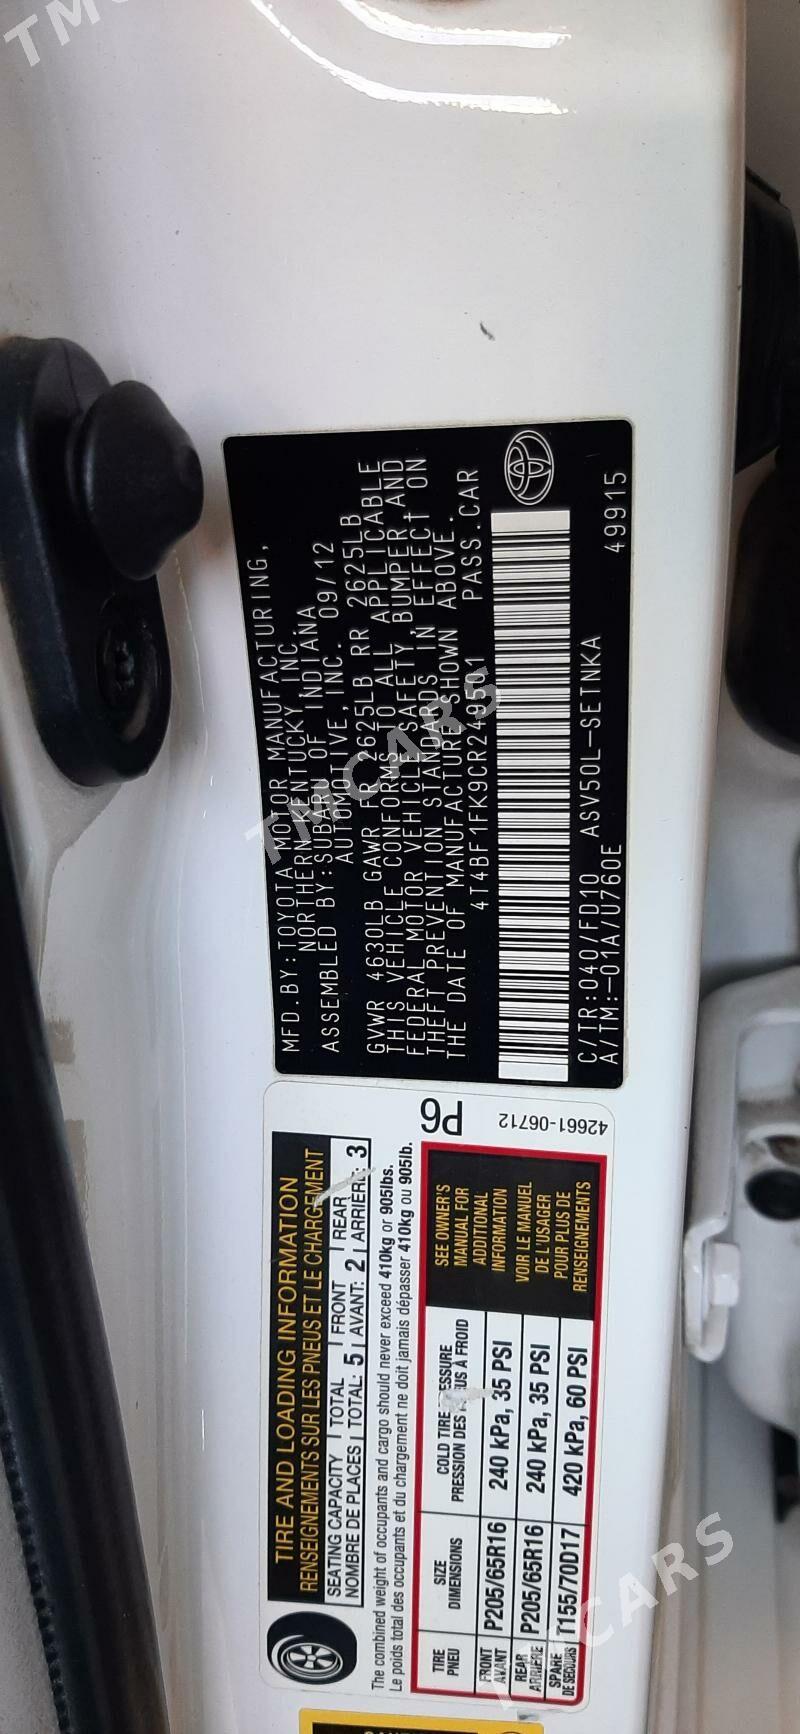 MFD.BY:TOYOTA MOTOR MANUFACTURING,
NORTHERN KENTUCKY INC.
ASSEMBLED BY:SUBARU OF INDIANA
AUTOMOTIVE,INC. 09/12
GVWR 4630LB GAWR FR 2625LB RR 2625LB
THIS VEHICLE CONFORMS TO ALL APPLICABLE
FEDERAL MOTOR VEHICLE SAFETY, BUMPER, AND
THEFT PREVENTION STANDARDS IN EFFECT ON
THE DATE OF MANUFACTURE SHOWN ABOVE.
PASS.CAR
C/TR:040/FD10 ASV50L-SETNKA
A/TM:-01A/U760E 49915
TIRE AND LOADING INFORMATION
RENSEIGNEMENTS SUR LES PNEUS ET LE CHARGEMENT
SEATING CAPACITY TOTAL FRONT REAR
NOMBRE DE PLACES TOTAL: 5 AVANT: 2 ARRIÈRE: 3
The combined weight of occupants and cargo should never exceed 410kg or 905lbs.
Le poids total des occupants et du chargement ne doit jamais dépasser 410kg ou 905lb.
TIRE SIZE COLD TIRE PRESSURE
PNEU DIMENSIONS PRESSION DES PNEUS À FROID
FRONT AVANT P205/65R16 240 kPa, 35 PSI
REAR ARRIÈRE P205/65R16 240 kPa, 35 PSI
SPARE DE SECOURS T155/70D17 420 kPa, 60 PSI
SEE OWNER'S
MANUAL FOR
ADDITIONAL
INFORMATION
VOIR LE MANUEL
DE L'USAGER
POUR PLUS DE
RENSEIGNEMENTS
P6
42661-06712
TMCARS
TMCARS